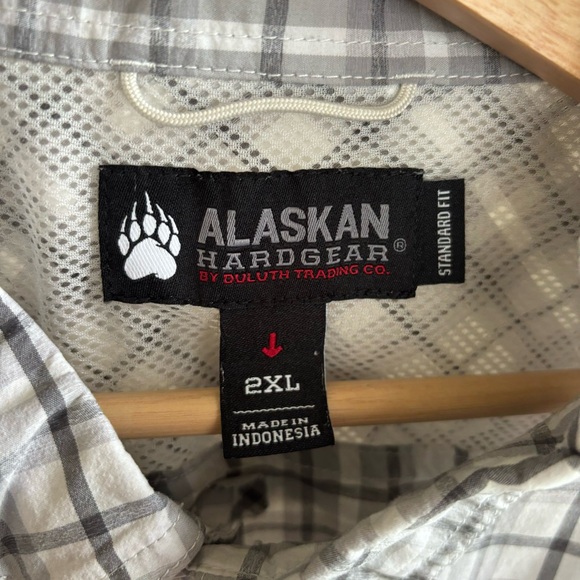 ALASKAN
HARDGEAR®
BY DULUTH TRADING CO.
STANDARD FIT
2XL
MADE IN
INDONESIA